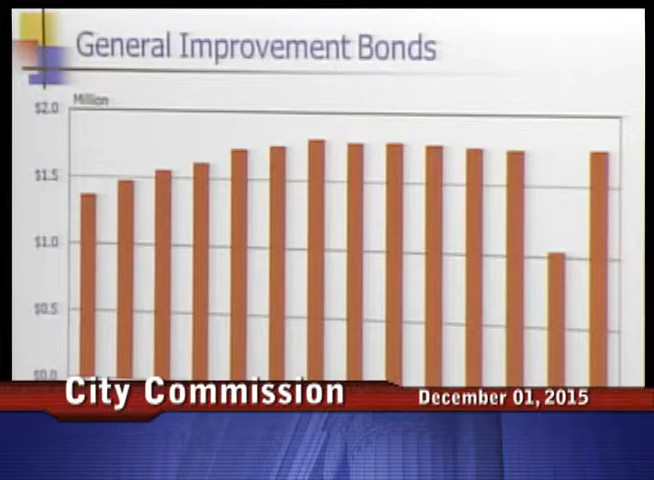 General Improvement Bonds
Million
$2.0
$1.5
$1.0
$0.5
$0.0
City Commission
December 01, 2015